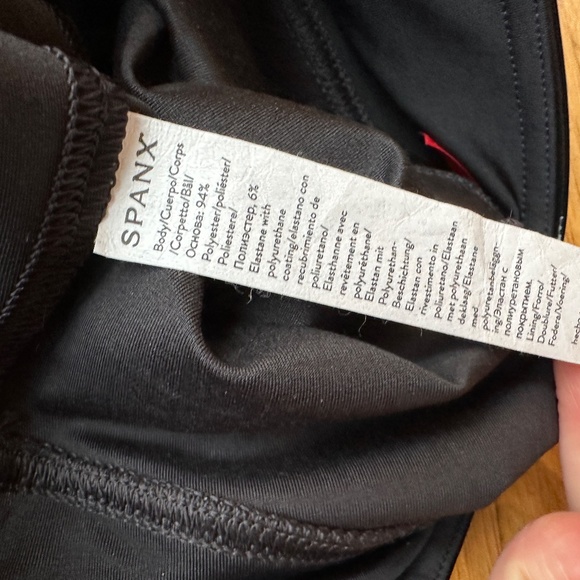 SPANX
Body/Cuerpo/Corps
/Corpetto/Bål/
Основа: 94%
Polyester/poliéster/
Poliestere/
Полиэстер, 6%
Elastane with
polyurethane
coating/elastano con
recubrimiento de
poliuretano/
Elasthanne avec
revêtement en
polyuréthane/
Elastan mit
Polyurethan
Beschichtung/
Elastan con
rivestimento in
poliuretano/Elastaan
met polyurethaan
deklaag/Elastane
med
ing/Эластан с
полиуретановым
покрытием.
Lining/Forro/
Doublure/Futter/
Fodera/Voering/